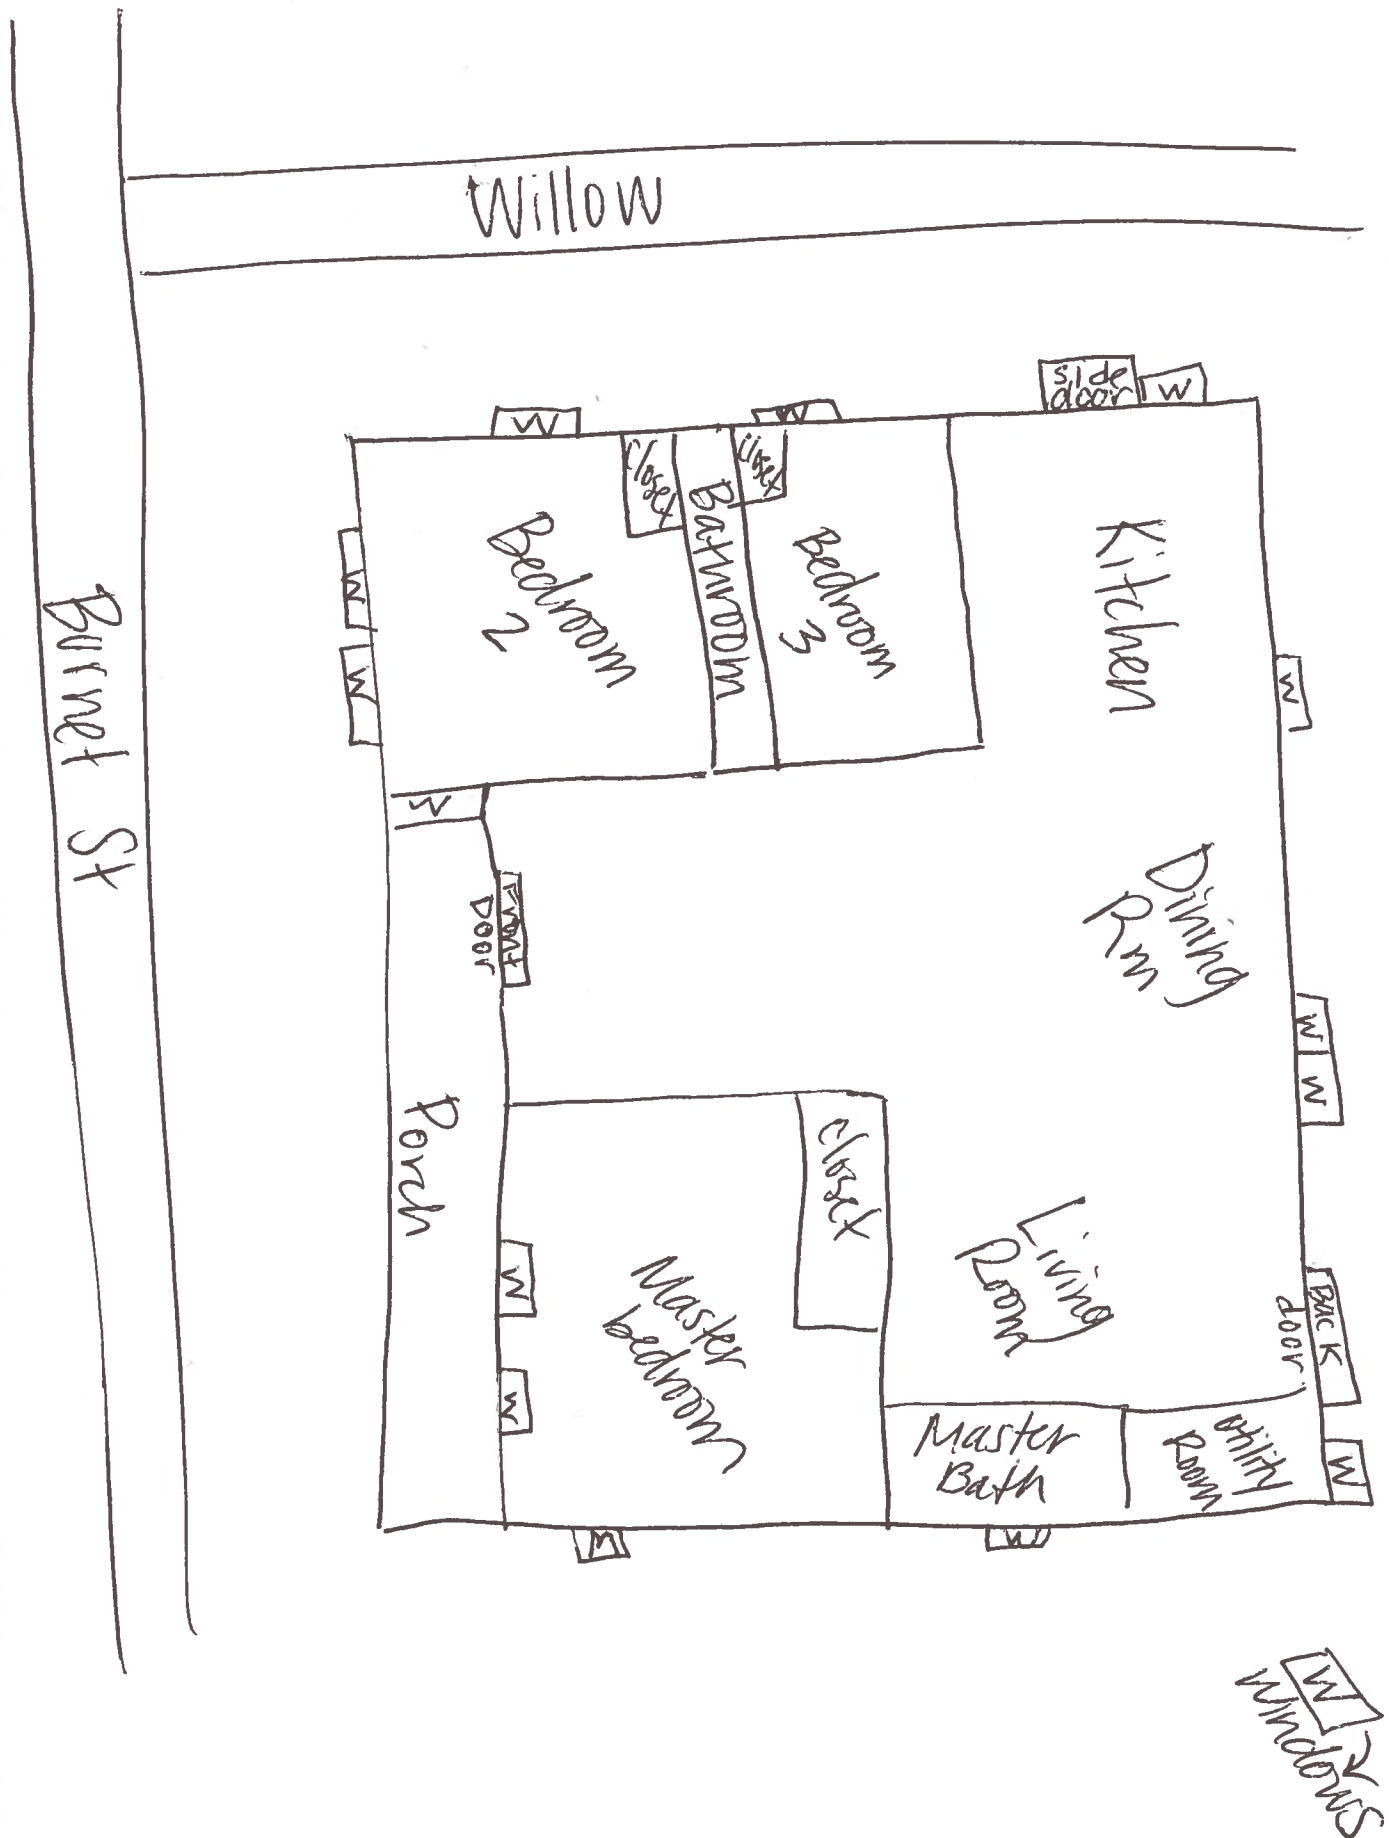 Willow
Burnet St
side
door
W
W
W
closet
closet
Bathroom
Bedroom
2
Bedroom
3
Kitchen
W
W
W
W
Front
Door
Dining
Rm
W
W
Porch
closet
Living
Room
Master
bedroom
W
W
Back
door
Master
Bath
utility
Room
W
W
W
W
Windows